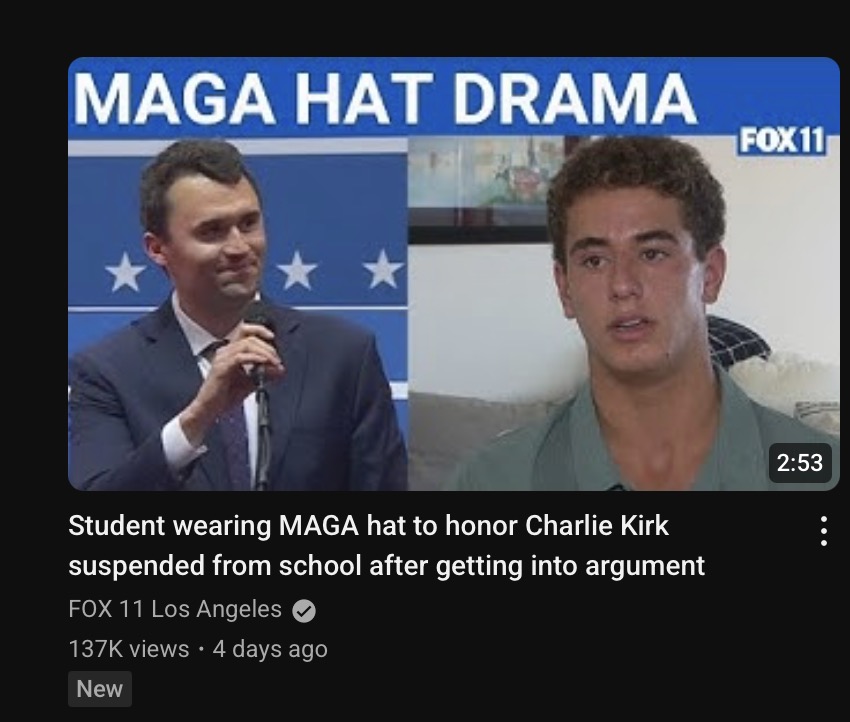 MAGA HAT DRAMA
FOX 11
2:53
Student wearing MAGA hat to honor Charlie Kirk
suspended from school after getting into argument
FOX 11 Los Angeles
137K views • 4 days ago
New